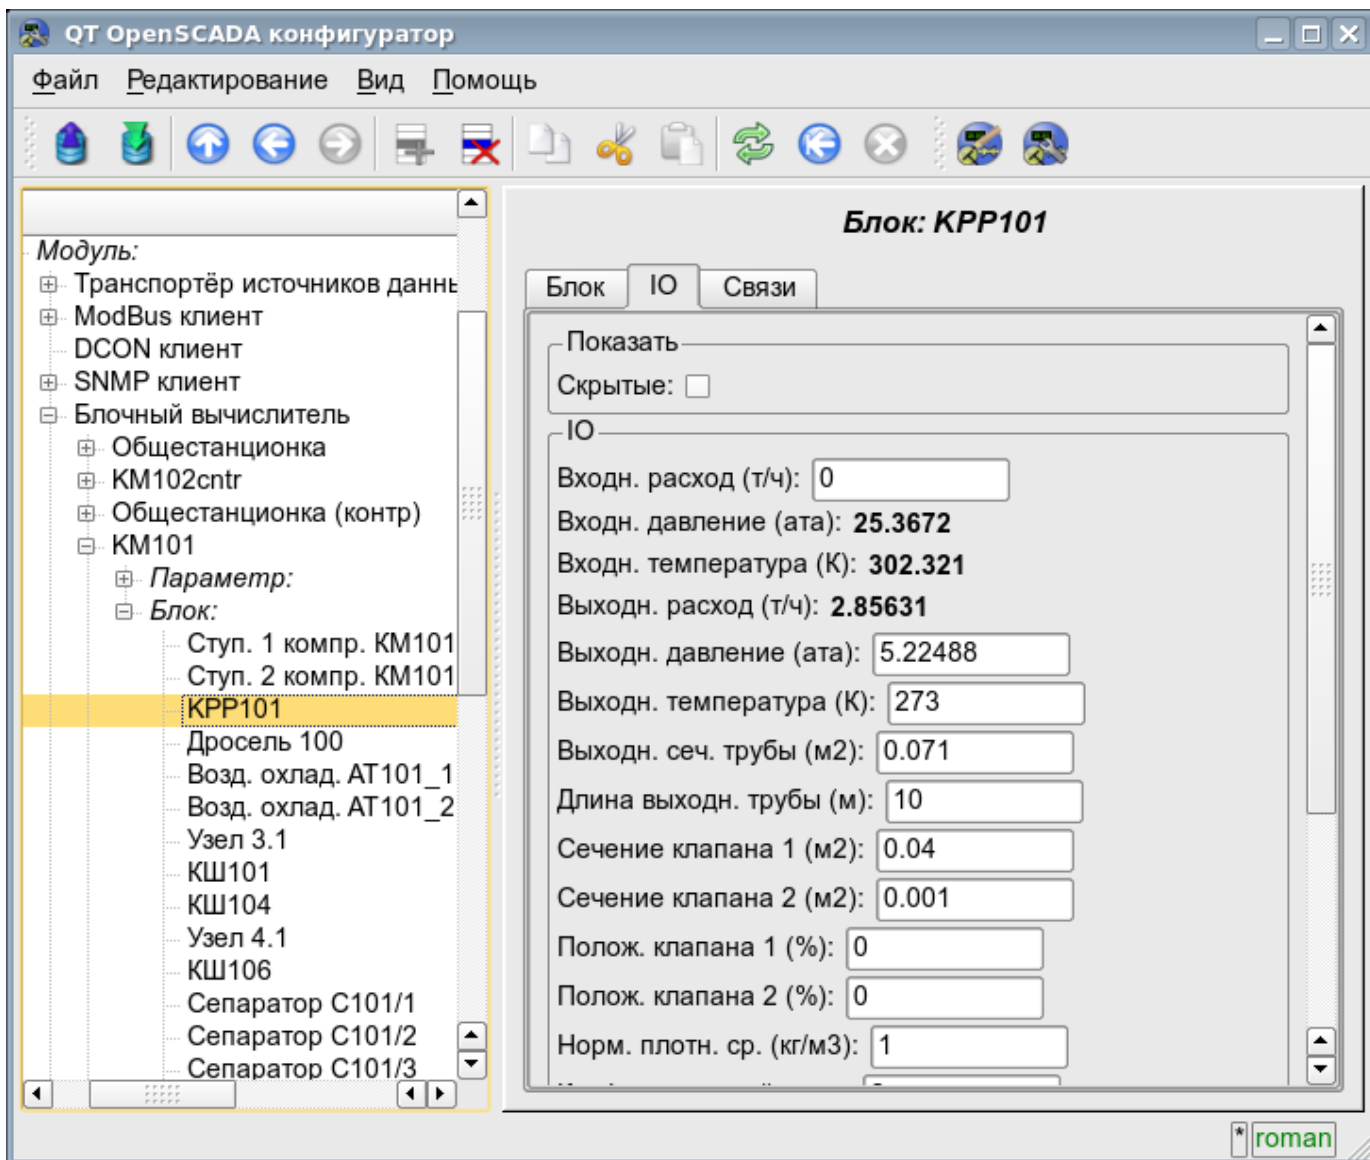 QT OpenSCADA конфигуратор
Файл Редактирование Вид Помощь
Модуль:
Транспортёр источников даннь
ModBus клиент
DCON клиент
SNMP клиент
Блочный вычислитель
Общестанционка
KM102cntr
Общестанционка (контр)
KM101
Параметр:
Блок:
Ступ. 1 компр. КМ101
Ступ. 2 компр. КМ101
KPP101
Дросель 100
Возд. охлад. АТ101_1
Возд. охлад. АТ101_2
Узел 3.1
КШ101
КШ104
Узел 4.1
КШ106
Сепаратор С101/1
Сепаратор С101/2
Сепаратор С101/3
Блок: KPP101
Блок IO Связи
Показать
Скрытые:
IO
Входн. расход (т/ч): 0
Входн. давление (ата): 25.3672
Входн. температура (К): 302.321
Выходн. расход (т/ч): 2.85631
Выходн. давление (ата): 5.22488
Выходн. температура (К): 273
Выходн. сеч. трубы (м2): 0.071
Длина выходн. трубы (м): 10
Сечение клапана 1 (м2): 0.04
Сечение клапана 2 (м2): 0.001
Полож. клапана 1 (%): 0
Полож. клапана 2 (%): 0
Норм. плотн. ср. (кг/м3): 1
* roman